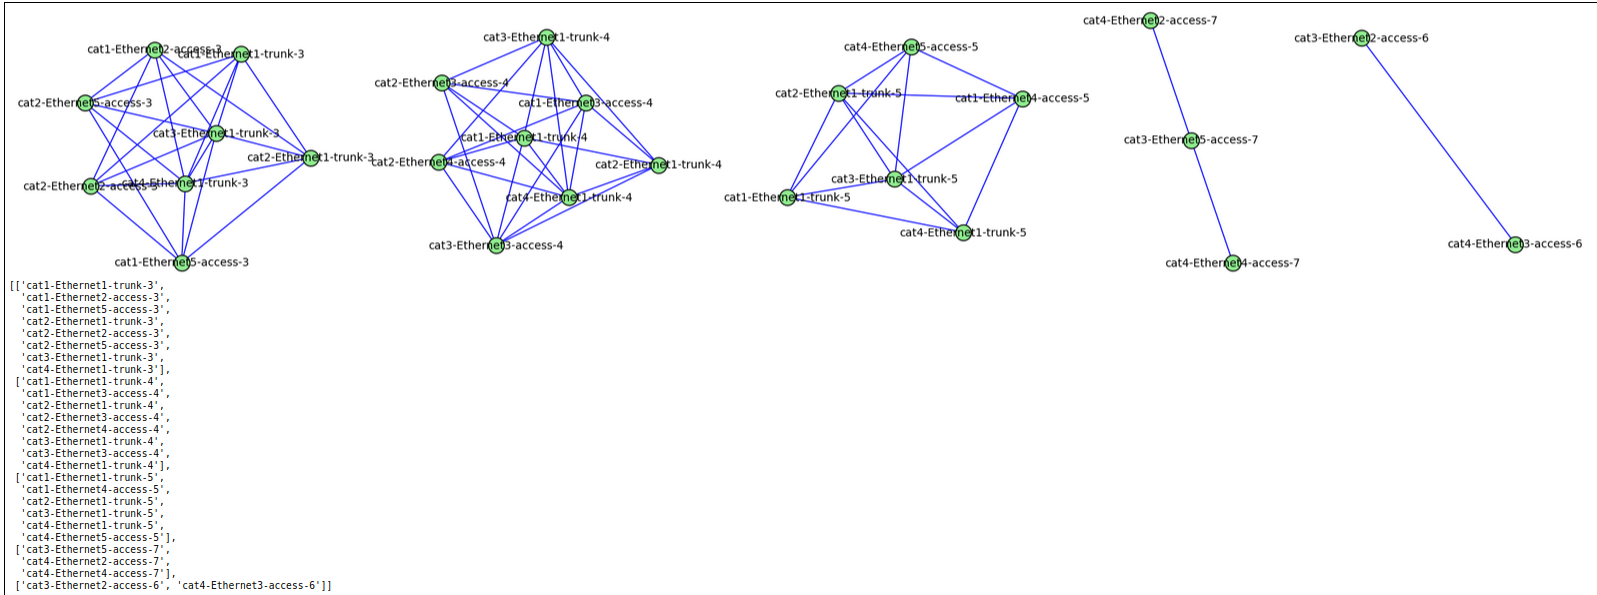 cat1-Ethernet2-access-3
cat1-Ethernet1-trunk-3
cat2-Ethernet5-access-3
cat3-Ethernet1-trunk-3
cat2-Ethernet1-trunk-3
cat2-Ethernet2-access-3
cat4-Ethernet1-trunk-3
cat1-Ethernet5-access-3
cat3-Ethernet1-trunk-4
cat2-Ethernet3-access-4
cat1-Ethernet3-access-4
cat1-Ethernet1-trunk-4
cat2-Ethernet4-access-4
cat2-Ethernet1-trunk-4
cat4-Ethernet1-trunk-4
cat3-Ethernet3-access-4
cat4-Ethernet5-access-5
cat2-Ethernet1-trunk-5
cat1-Ethernet4-access-5
cat3-Ethernet1-trunk-5
cat1-Ethernet1-trunk-5
cat4-Ethernet1-trunk-5
cat4-Ethernet2-access-7
cat3-Ethernet5-access-7
cat4-Ethernet4-access-7
cat3-Ethernet2-access-6
cat4-Ethernet3-access-6
[['cat1-Ethernet1-trunk-3',
'cat1-Ethernet2-access-3',
'cat1-Ethernet5-access-3',
'cat2-Ethernet1-trunk-3',
'cat2-Ethernet2-access-3',
'cat2-Ethernet5-access-3',
'cat3-Ethernet1-trunk-3',
'cat4-Ethernet1-trunk-3'],
['cat1-Ethernet1-trunk-4',
'cat1-Ethernet3-access-4',
'cat2-Ethernet1-trunk-4',
'cat2-Ethernet3-access-4',
'cat2-Ethernet4-access-4',
'cat3-Ethernet1-trunk-4',
'cat3-Ethernet3-access-4',
'cat4-Ethernet1-trunk-4'],
['cat1-Ethernet1-trunk-5',
'cat1-Ethernet4-access-5',
'cat2-Ethernet1-trunk-5',
'cat3-Ethernet1-trunk-5',
'cat4-Ethernet1-trunk-5',
'cat4-Ethernet5-access-5'],
['cat3-Ethernet5-access-7',
'cat4-Ethernet2-access-7',
'cat4-Ethernet4-access-7'],
['cat3-Ethernet2-access-6', 'cat4-Ethernet3-access-6']]